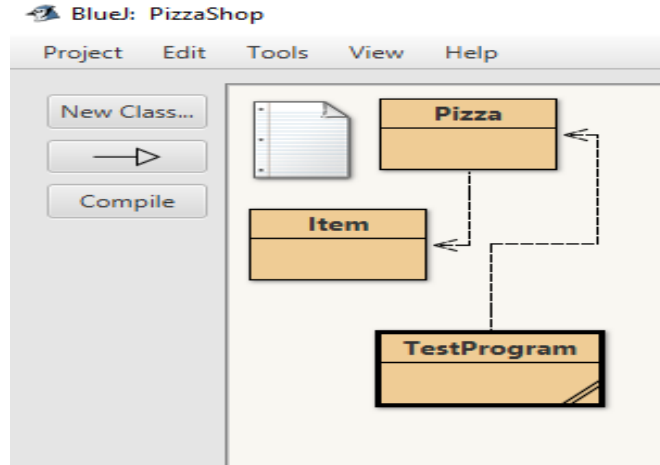 BlueJ: PizzaShop
Project Edit Tools View Help
New Class...
Compile
Pizza
Item
TestProgram